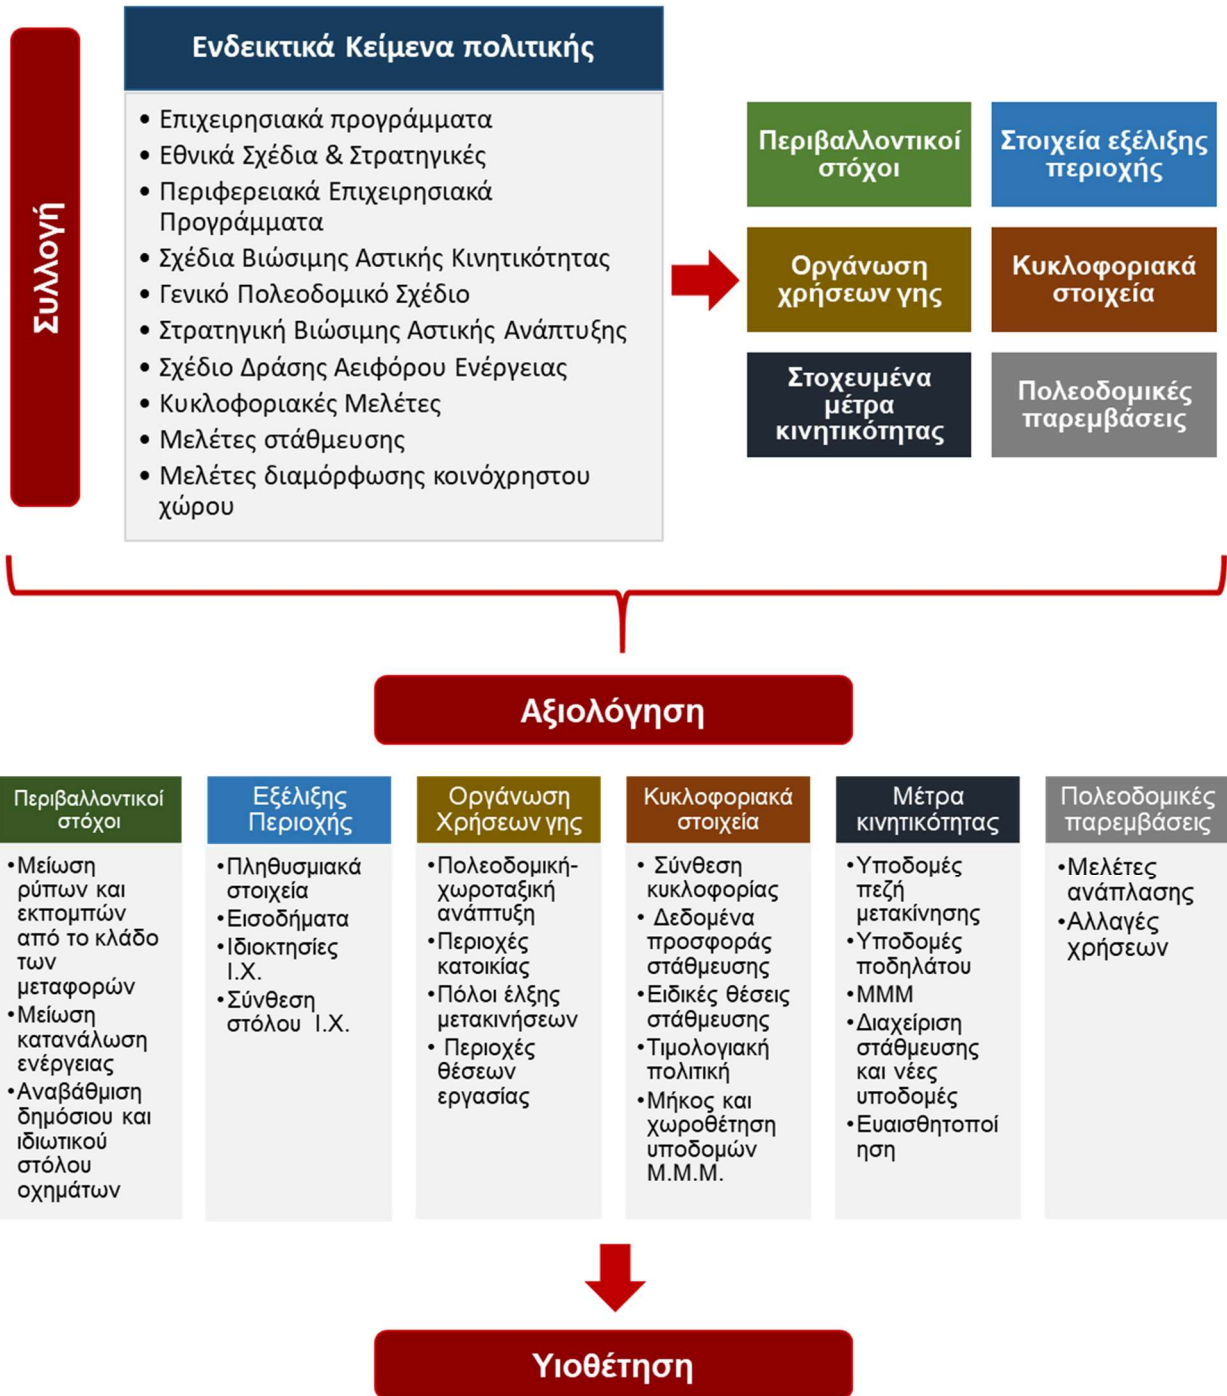 Συλλογή
Ενδεικτικά Κείμενα πολιτικής
• Επιχειρησιακά προγράμματα
• Εθνικά Σχέδια & Στρατηγικές
• Περιφερειακά Επιχειρησιακά
Προγράμματα
• Σχέδια Βιώσιμης Αστικής Κινητικότητας
• Γενικό Πολεοδομικό Σχέδιο
• Στρατηγική Βιώσιμης Αστικής Ανάπτυξης
• Σχέδιο Δράσης Αειφόρου Ενέργειας
• Κυκλοφοριακές Μελέτες
• Μελέτες στάθμευσης
• Μελέτες διαμόρφωσης κοινόχρηστου
χώρου
Περιβαλλοντικοί
στόχοι
Στοιχεία εξέλιξης
περιοχής
Οργάνωση
χρήσεων γης
Κυκλοφοριακά
στοιχεία
Στοχευμένα
μέτρα
κινητικότητας
Πολεοδομικές
παρεμβάσεις
Αξιολόγηση
Περιβαλλοντικοί
στόχοι
•Μείωση
ρύπων και
εκπομπών
από το κλάδο
των
μεταφορών
•Μείωση
κατανάλωση
ενέργειας
•Αναβάθμιση
δημόσιου και
ιδιωτικού
στόλου
οχημάτων
Εξέλιξης
Περιοχής
•Πληθυσμιακά
στοιχεία
•Εισοδήματα
•Ιδιοκτησίες
Ι.Χ.
•Σύνθεση
στόλου Ι.Χ.
Οργάνωση
Χρήσεων γης
•Πολεοδομική-
χωροταξική
ανάπτυξη
•Περιοχές
κατοικίας
•Πόλοι έλξης
μετακινήσεων
• Περιοχές
θέσεων
εργασίας
Κυκλοφοριακά
στοιχεία
• Σύνθεση
κυκλοφορίας
• Δεδομένα
προσφοράς
στάθμευσης
•Ειδικές θέσεις
στάθμευσης
•Τιμολογιακή
πολιτική
•Μήκος και
χωροθέτηση
υποδομών
Μ.Μ.Μ.
Μέτρα
κινητικότητας
•Υποδομές
πεζή
μετακίνησης
•Υποδομές
ποδηλάτου
•ΜΜΜ
•Διαχείριση
στάθμευσης
και νέες
υποδομές
•Ευαισθητοποί
ηση
Πολεοδομικές
παρεμβάσεις
•Μελέτες
ανάπλασης
•Αλλαγές
χρήσεων
Υιοθέτηση